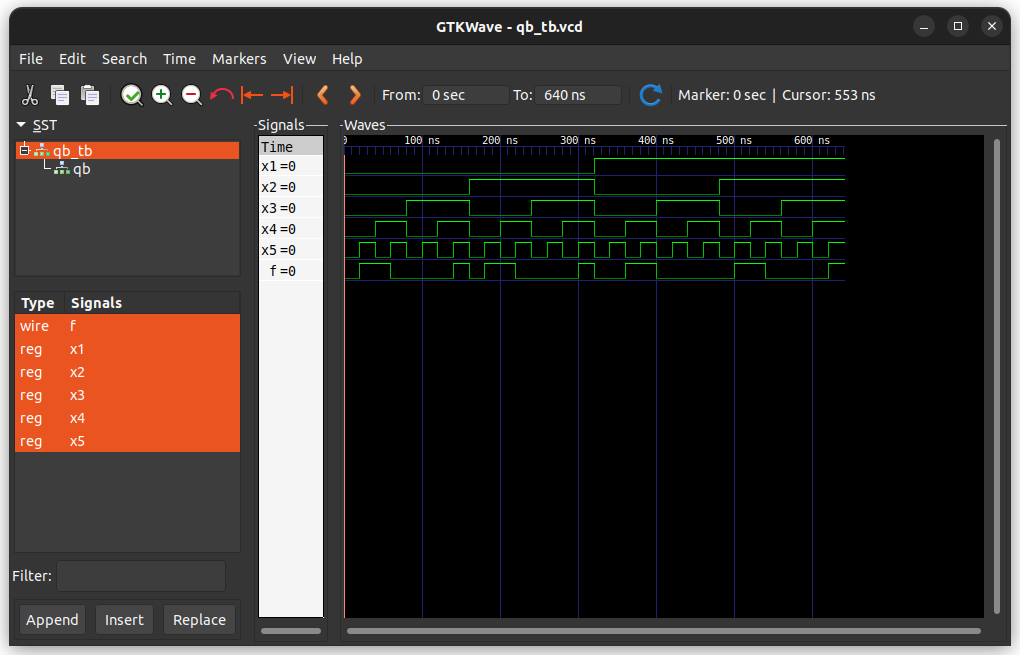 GTKWave - qb_tb.vcd
File Edit Search Time Markers View Help
From: 0 sec To: 640 ns Marker: 0 sec | Cursor: 553 ns
SST
qb_tb
qb
Type Signals
wire f
reg x1
reg x2
reg x3
reg x4
reg x5
Filter:
Append Insert Replace
Signals
Time
x1=0
x2=0
x3=0
x4=0
x5=0
f=0
Waves
0 100 ns 200 ns 300 ns 400 ns 500 ns 600 ns